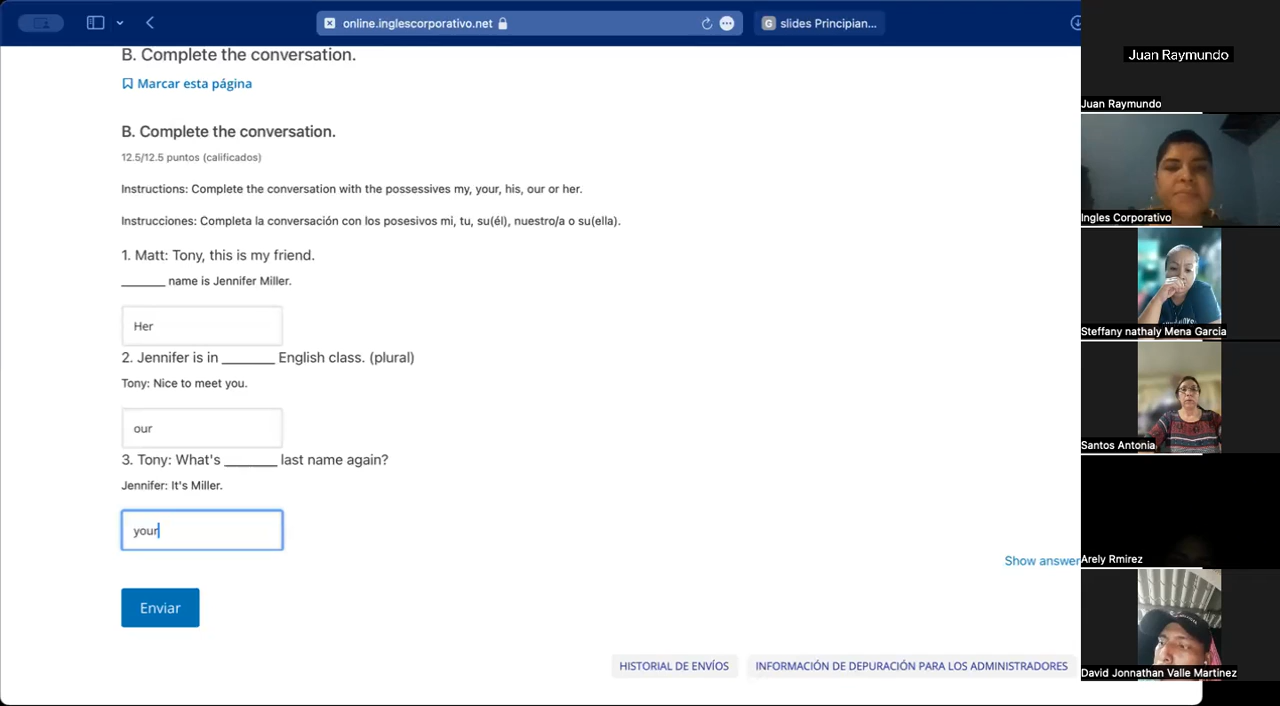 online.inglescorporativo.net
G slides Principian...
B. Complete the conversation.
Marcar esta página
B. Complete the conversation.
12.5/12.5 puntos (calificados)
Instructions: Complete the conversation with the possessives my, your, his, our or her.
Instrucciones: Completa la conversación con los posesivos mi, tu, su(él), nuestro/a o su(ella).
1. Matt: Tony, this is my friend.
_______ name is Jennifer Miller.
Her
2. Jennifer is in ________ English class. (plural)
Tony: Nice to meet you.
our
3. Tony: What's ________ last name again?
Jennifer: It's Miller.
your
Show answer
Enviar
HISTORIAL DE ENVÍOS
INFORMACIÓN DE DEPURACIÓN PARA LOS ADMINISTRADORES
Juan Raymundo
Juan Raymundo
Ingles Corporativo
Steffany nathaly Mena Garcia
Santos Antonia
Arely Rmirez
David Jonnathan Valle Martinez